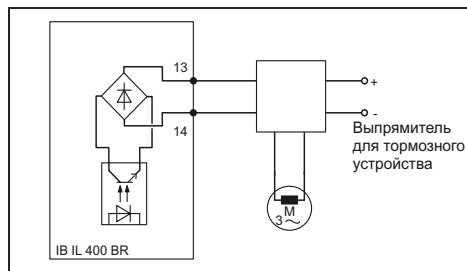 13
14
+
-
Выпрямитель
для тормозного
устройства
M
3 ~
IB IL 400 BR